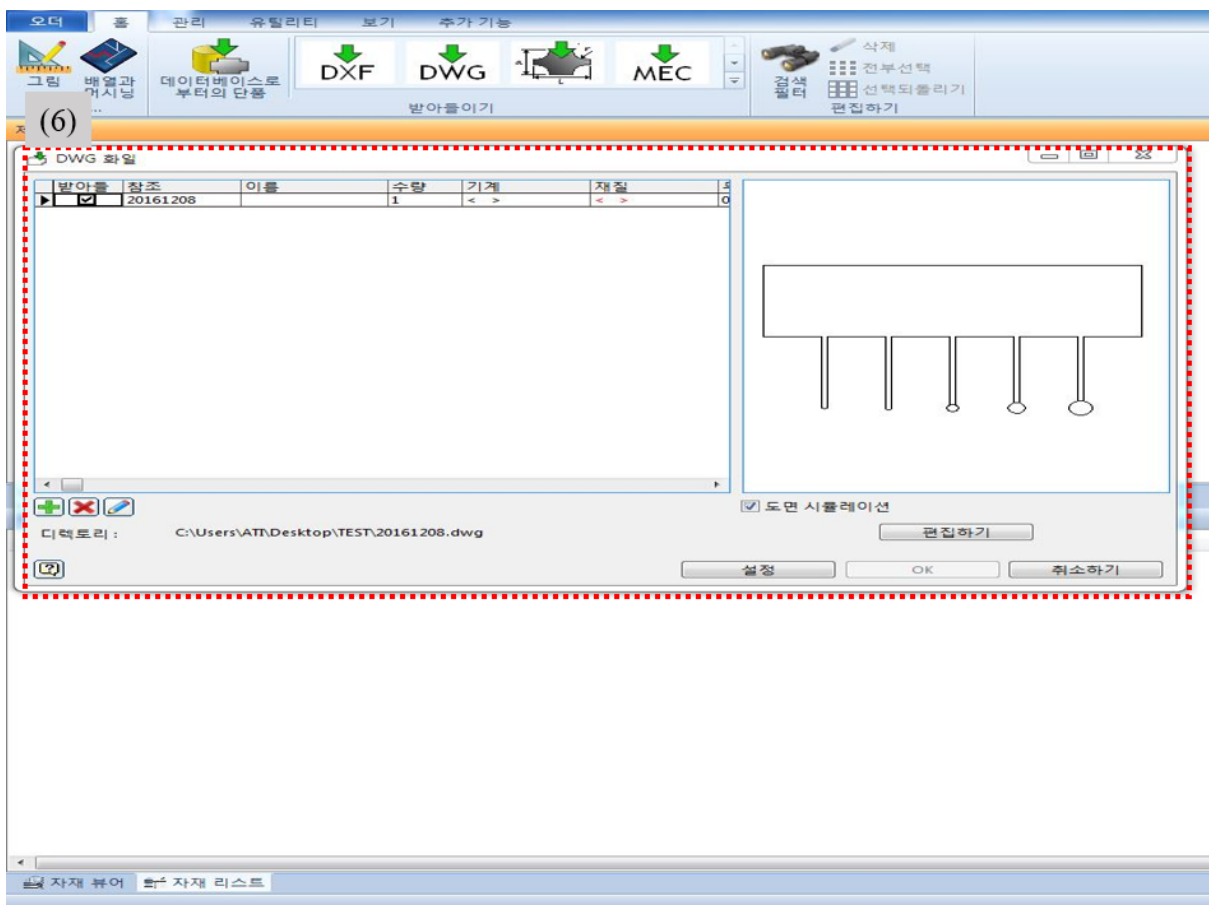 오더 홈 관리 유틸리티 보기 추가 기능
그림
배열과
머시닝
...
데이터베이스로
부터의 단품
DXF DWG MEC
받아들이기
검색
필터
삭제
전부선택
선택되돌리기
편집하기
(6)
DWG 화일
받아들 참조 이름 수량 기계 재질
20161208 1 < > < > 0
도면 시뮬레이션
디렉토리 : C:\Users\ATI\Desktop\TEST\20161208.dwg
편집하기
설정 OK 취소하기
자재 뷰어 자재 리스트